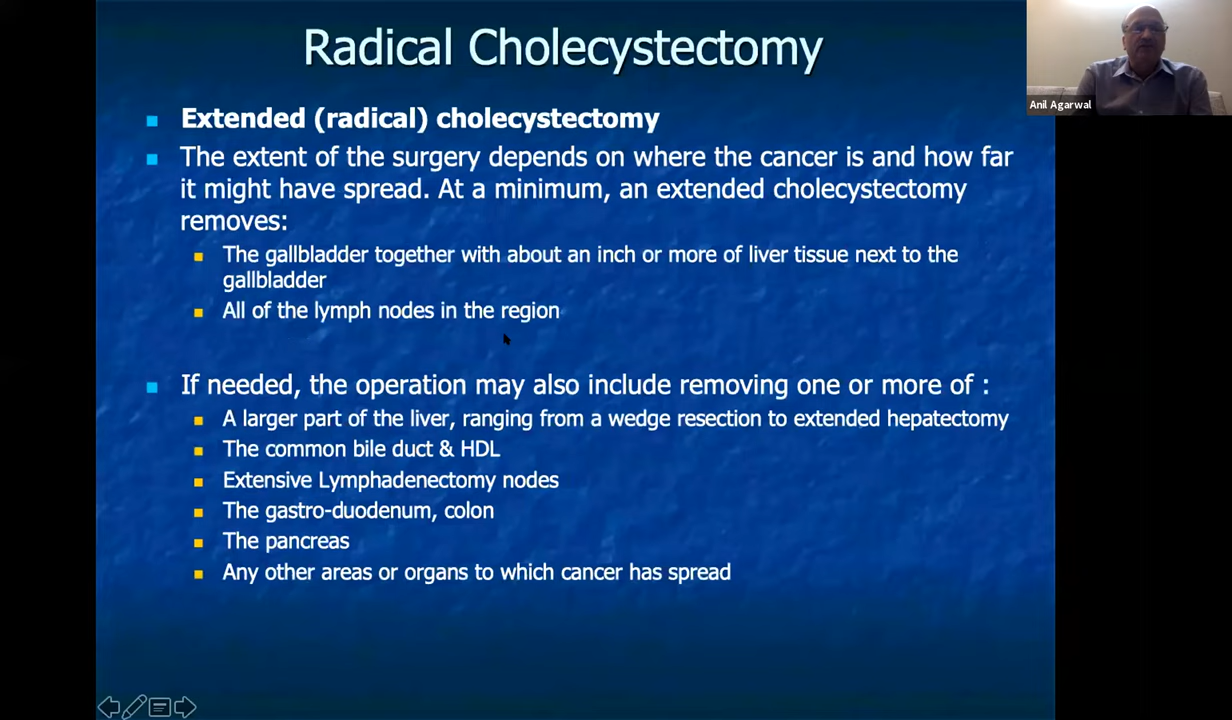 Radical Cholecystectomy
Anil Agarwal
Extended (radical) cholecystectomy
The extent of the surgery depends on where the cancer is and how far
it might have spread. At a minimum, an extended cholecystectomy
removes:
The gallbladder together with about an inch or more of liver tissue next to the
gallbladder
All of the lymph nodes in the region
If needed, the operation may also include removing one or more of :
A larger part of the liver, ranging from a wedge resection to extended hepatectomy
The common bile duct & HDL
Extensive Lymphadenectomy nodes
The gastro-duodenum, colon
The pancreas
Any other areas or organs to which cancer has spread